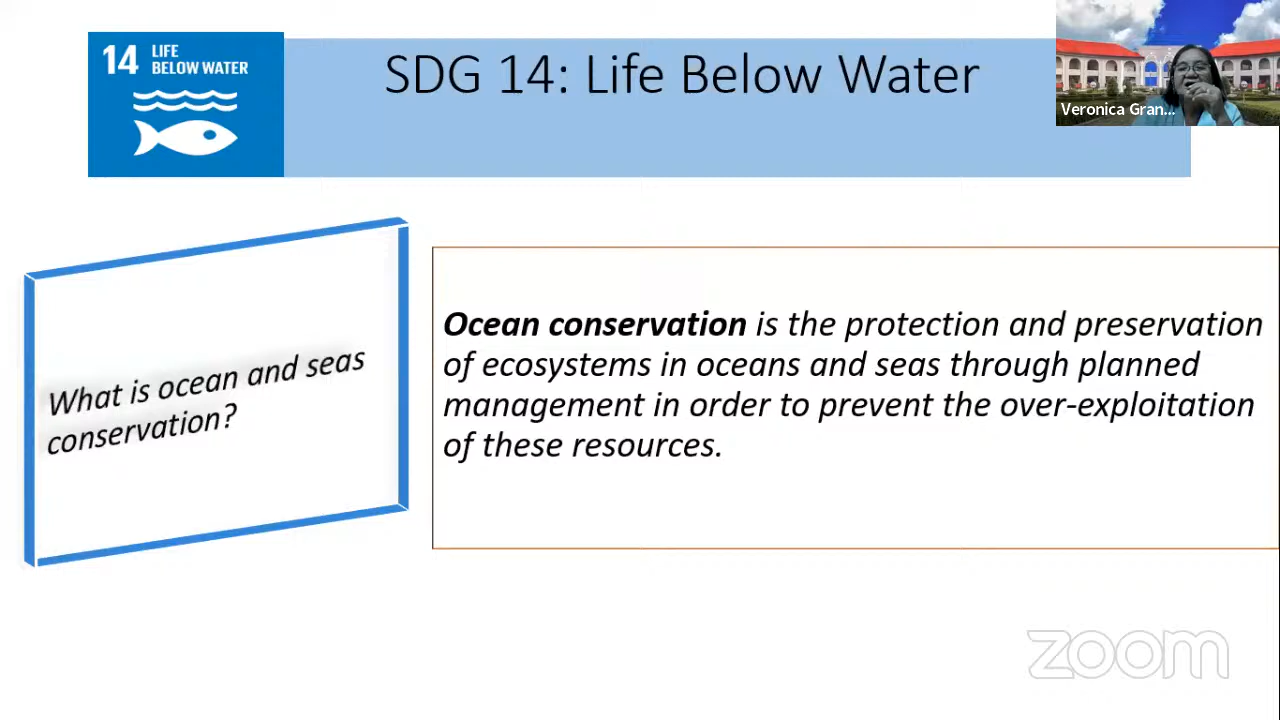 14 LIFE
BELOW WATER
SDG 14: Life Below Water
Veronica Gran...
What is ocean and seas
conservation?
Ocean conservation is the protection and preservation
of ecosystems in oceans and seas through planned
management in order to prevent the over-exploitation
of these resources.
zoom